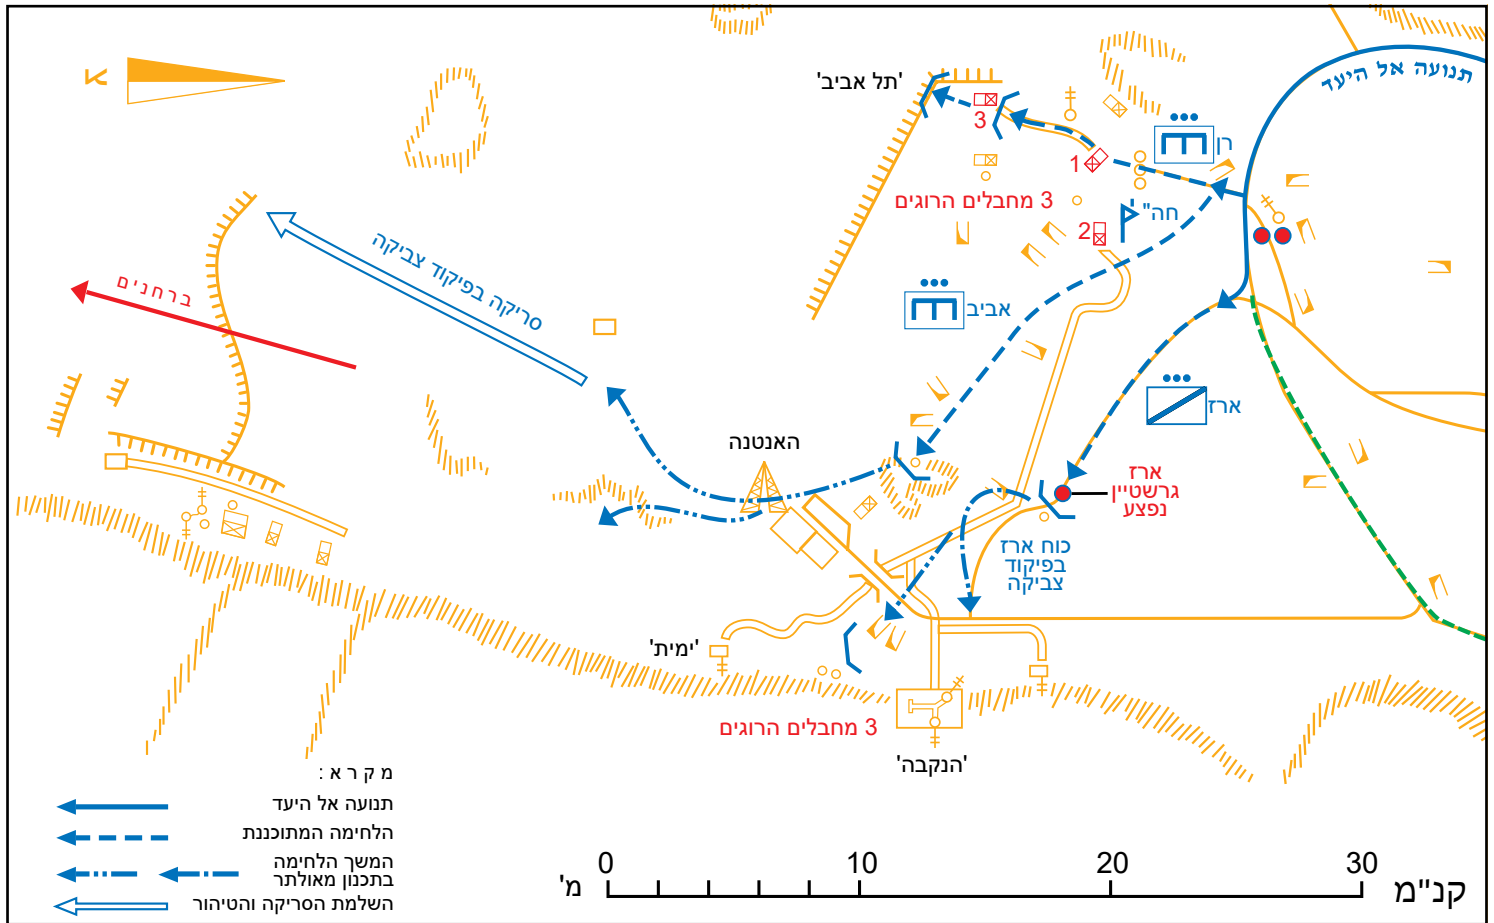 תנועה אל היעד
א
'תל אביב'
3
1
רן
3 מחבלים הרוגים
2
חה"
סריקה בפיקוד צביקה
ברחנים
אביב
ארז
האנטנה
ארז
גרשטיין
נפצע
כוח ארז
בפיקוד
צביקה
'ימית'
3 מחבלים הרוגים
'הנקבה'
מקרא:
תנועה אל היעד
הלחימה המתוכננת
המשך הלחימה
בתכנון מאולתר
השלמת הסריקה והטיהור
0 10 20 30
מ'
קנ"מ